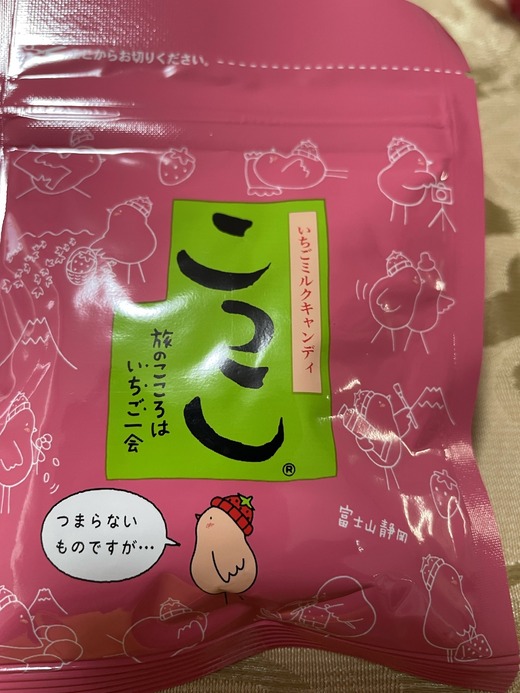 こからお切りください。
いちごミルクキャンディ
こっこ
®
旅のこころは
いちご一会
つまらない
ものですが…
富士山静岡